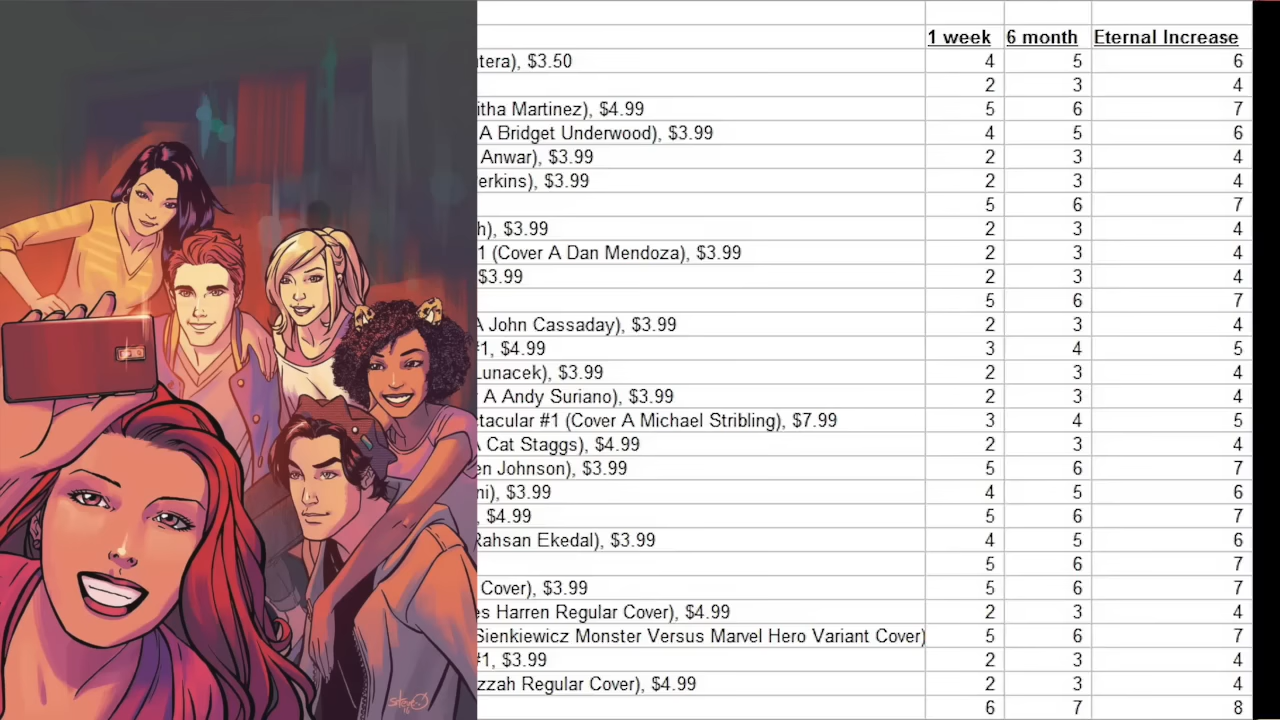 1 week 6 month Eternal Increase
tera), $3.50 4 5 6
2 3 4
itha Martinez), $4.99 5 6 7
A Bridget Underwood), $3.99 4 5 6
Anwar), $3.99 2 3 4
erkins), $3.99 2 3 4
5 6 7
h), $3.99 2 3 4
1 (Cover A Dan Mendoza), $3.99 2 3 4
$3.99 2 3 4
5 6 7
A John Cassaday), $3.99 2 3 4
#1, $4.99 3 4 5
Lunacek), $3.99 2 3 4
A Andy Suriano), $3.99 2 3 4
ctacular #1 (Cover A Michael Stribling), $7.99 3 4 5
A Cat Staggs), $4.99 2 3 4
en Johnson), $3.99 5 6 7
ni), $3.99 4 5 6
, $4.99 5 6 7
Rahsan Ekedal), $3.99 4 5 6
5 6 7
Cover), $3.99 5 6 7
es Harren Regular Cover), $4.99 2 3 4
Sienkiewicz Monster Versus Marvel Hero Variant Cover) 5 6 7
#1, $3.99 2 3 4
zzah Regular Cover), $4.99 2 3 4
6 7 8